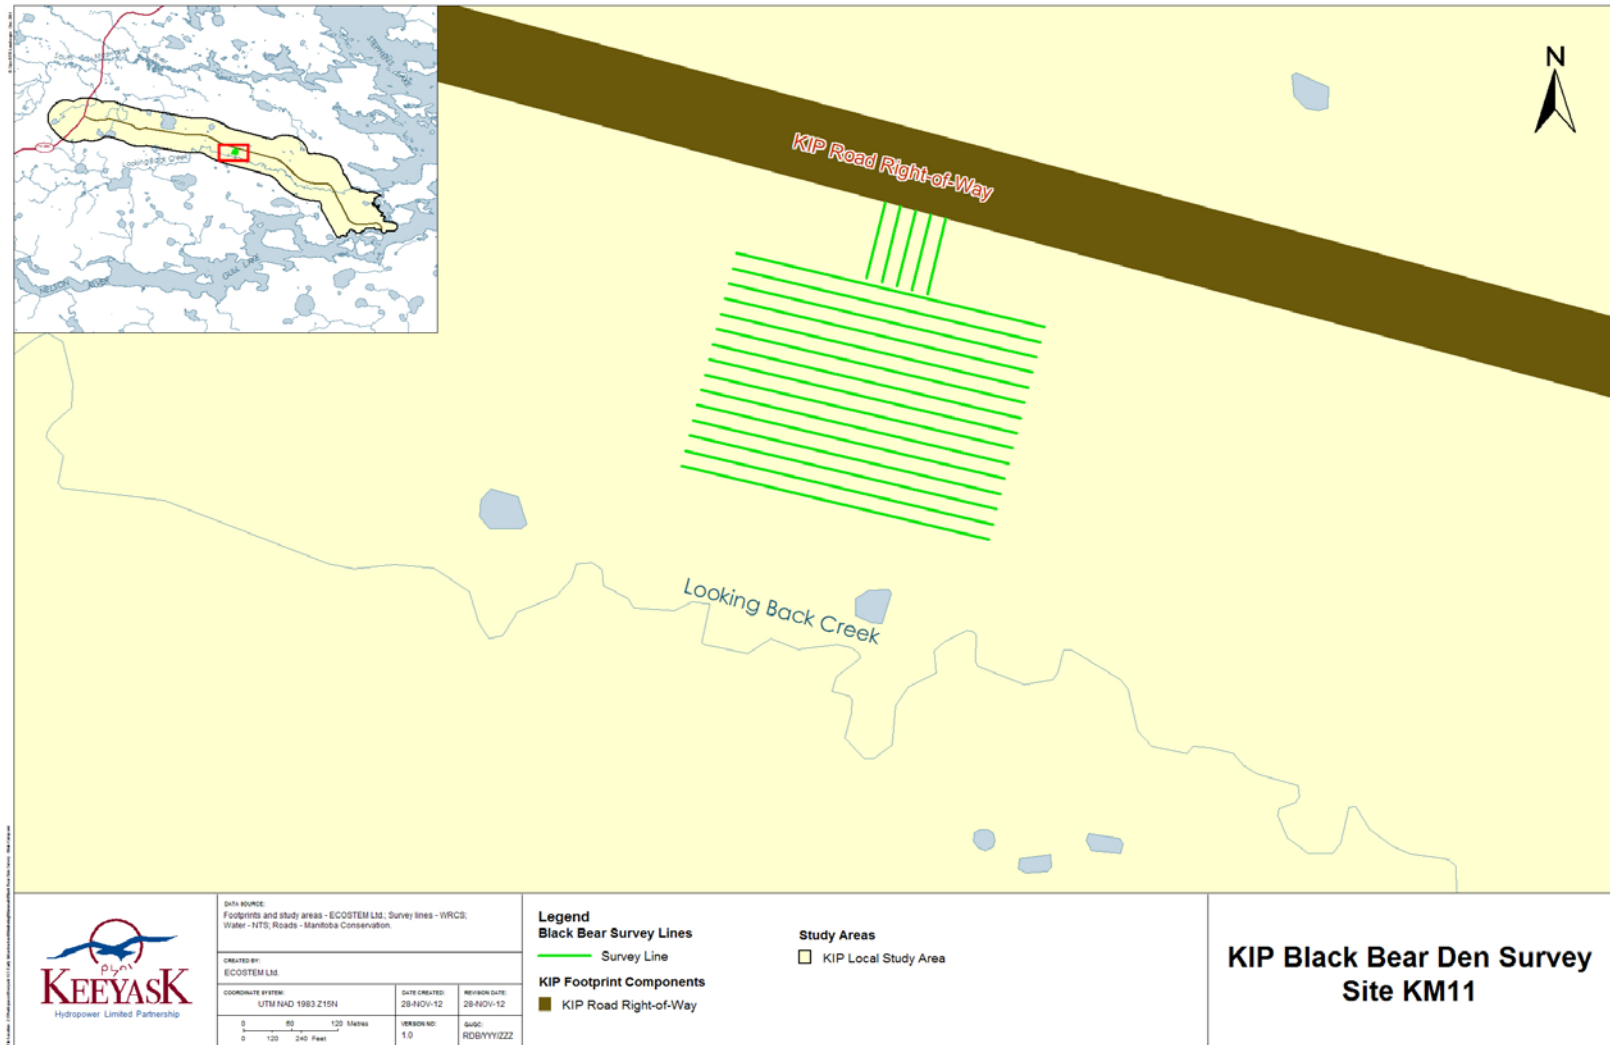 STEPHENS
Looking Back Creek
GULL LAKE
NELSON RIVER
N
KIP Road Right-of-Way
Looking Back Creek
KEEYASK
Hydropower Limited Partnership
DATA SOURCE:
Footprints and study areas - ECOSTEM Ltd.; Survey lines - WRCS;
Water - NTS; Roads - Manitoba Conservation.
CREATED BY:
ECOSTEM Ltd.
COORDINATE SYSTEM:
UTM NAD 1983 Z15N
DATE CREATED:
28-NOV-12
REVISION DATE:
28-NOV-12
0 60 120 Metres
0 120 240 Feet
VERSION NO:
1.0
QA/QC:
RDB/YYY/ZZZ
Legend
Black Bear Survey Lines
Survey Line
KIP Footprint Components
KIP Road Right-of-Way
Study Areas
KIP Local Study Area
KIP Black Bear Den Survey
Site KM11